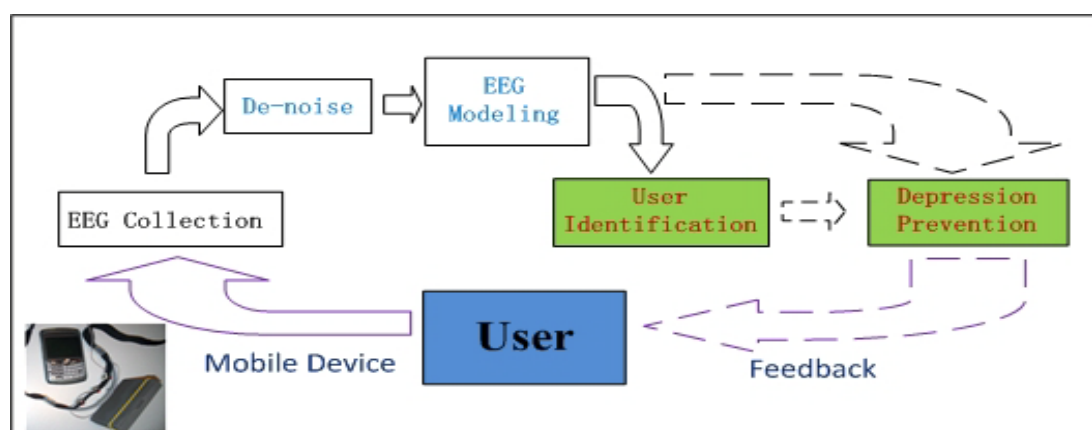 De-noise
EEG
Modeling
EEG Collection
User
Identification
Depression
Prevention
User
Mobile Device
Feedback